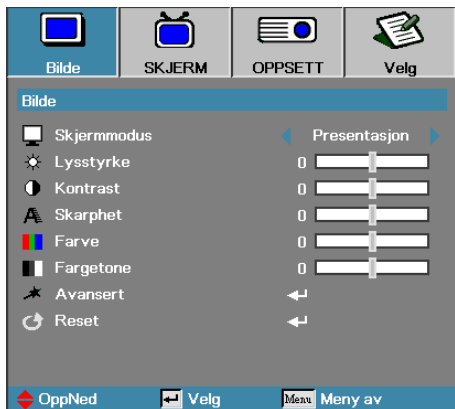 Bilde SKJERM OPPSETT Velg
Bilde
Skjermmodus Presentasjon
Lysstyrke 0
Kontrast 0
Skarphet 0
Farve 0
Fargetone 0
Avansert
Reset
OppNed Velg Menu Meny av